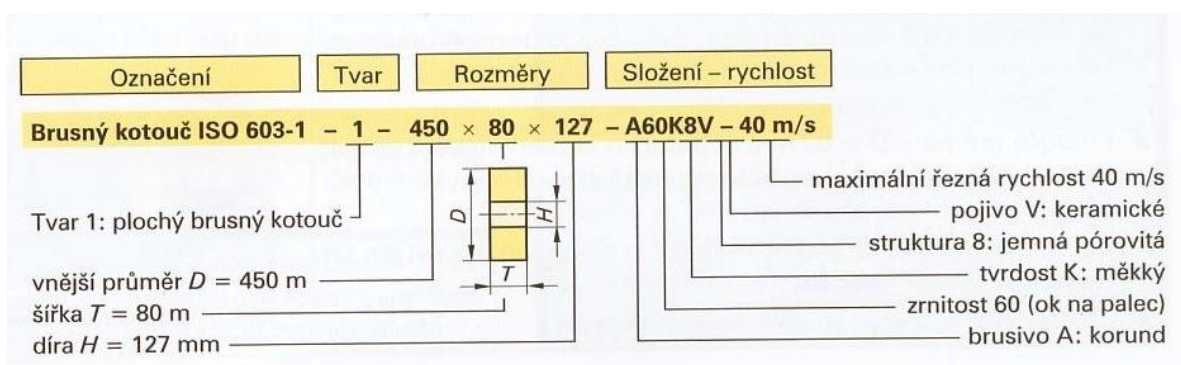 Označení Tvar Rozměry Složení – rychlost
Brusný kotouč ISO 603-1 – 1 – 450 × 80 × 127 – A60K8V – 40 m/s
maximální řezná rychlost 40 m/s
Tvar 1: plochý brusný kotouč
D H
pojivo V: keramické
struktura 8: jemná pórovitá
T
vnější průměr D = 450 m
tvrdost K: měkký
šířka T = 80 m
zrnitost 60 (ok na palec)
díra H = 127 mm
brusivo A: korund